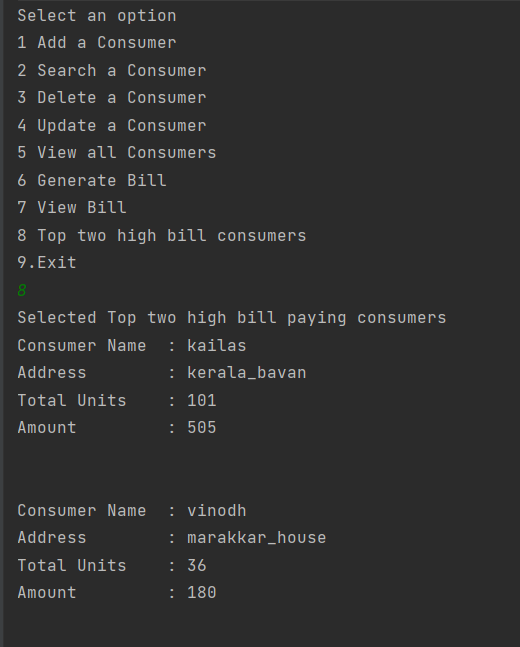 Select an option
1 Add a Consumer
2 Search a Consumer
3 Delete a Consumer
4 Update a Consumer
5 View all Consumers
6 Generate Bill
7 View Bill
8 Top two high bill consumers
9.Exit
8
Selected Top two high bill paying consumers
Consumer Name  : kailas
Address        : kerala_bavan
Total Units    : 101
Amount         : 505
Consumer Name  : vinodh
Address        : marakkar_house
Total Units    : 36
Amount         : 180